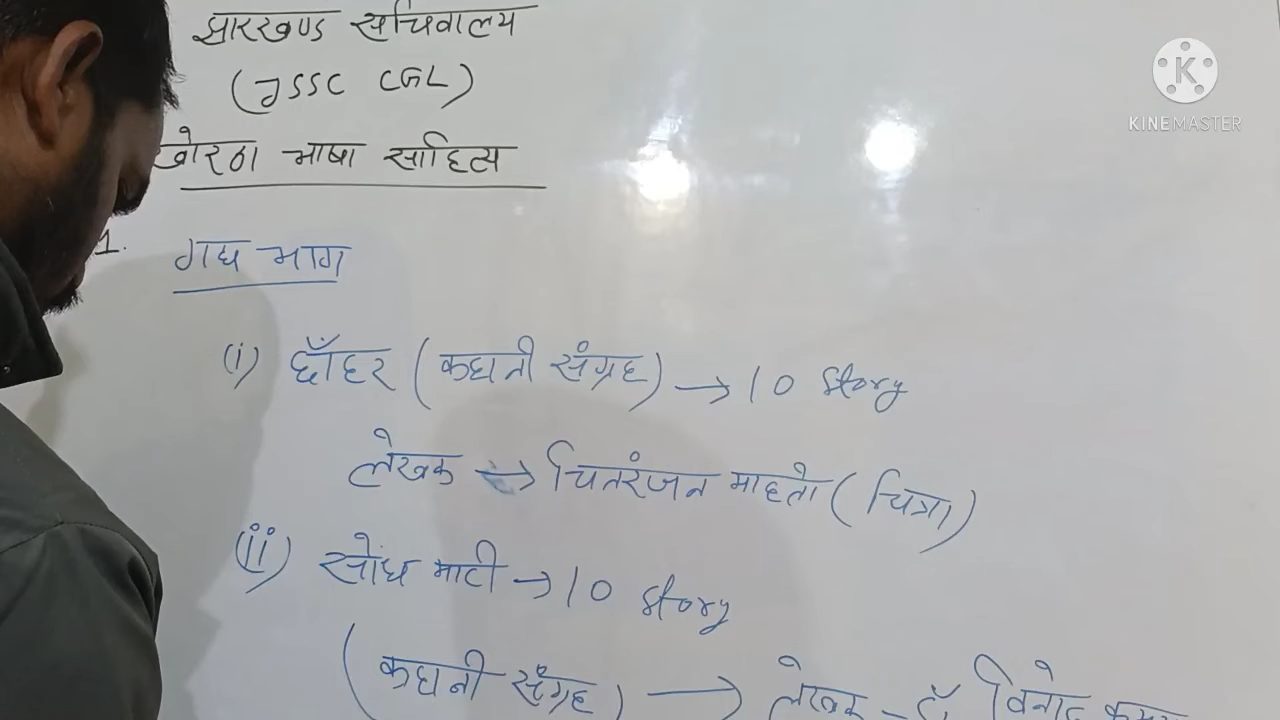 झारखण्ड सचिवालय
(JSSC CGL)
खोरठा भाषा साहित्य
1. गद्य भाग
(i) छाँहर (कहानी संग्रह) → 10 Story
लेखक → चितरंजन माहतो (चित्रा)
(ii) सोंध माटी → 10 Story
(कहानी संग्रह) → लेखक - डॉ विनोद कुमार
KINEMASTER